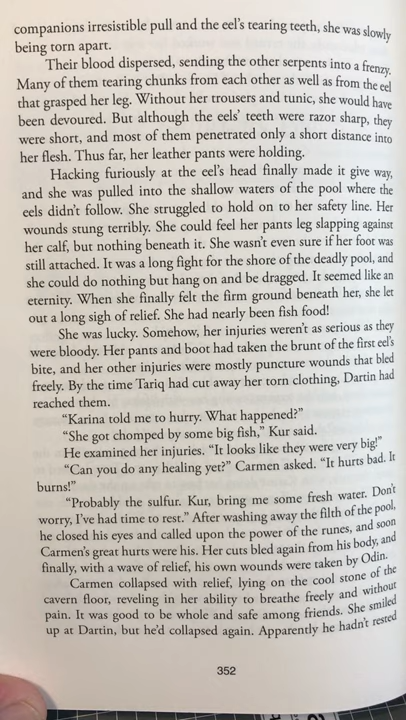 companions irresistible pull and the eel's tearing teeth, she was slowly
being torn apart.
Their blood dispersed, sending the other serpents into a frenzy.
Many of them tearing chunks from each other as well as from the eel
that grasped her leg. Without her trousers and tunic, she would have
been devoured. But although the eels' teeth were razor sharp, they
were short, and most of them penetrated only a short distance into
her flesh. Thus far, her leather pants were holding.
Hacking furiously at the eel's head finally made it give way,
and she was pulled into the shallow waters of the pool where the
eels didn't follow. She struggled to hold on to her safety line. Her
wounds stung terribly. She could feel her pants leg slapping against
her calf, but nothing beneath it. She wasn't even sure if her foot was
still attached. It was a long fight for the shore of the deadly pool, and
she could do nothing but hang on and be dragged. It seemed like an
eternity. When she finally felt the firm ground beneath her, she let
out a long sigh of relief. She had nearly been fish food!
She was lucky. Somehow, her injuries weren't as serious as they
were bloody. Her pants and boot had taken the brunt of the first eel's
bite, and her other injuries were mostly puncture wounds that bled
freely. By the time Tariq had cut away her torn clothing, Dartin had
reached them.
"Karina told me to hurry. What happened?"
"She got chomped by some big fish," Kur said.
He examined her injuries. "It looks like they were very big!"
"Can you do any healing yet?" Carmen asked. "It hurts bad. It
burns!"
"Probably the sulfur. Kur, bring me some fresh water. Don't
worry, I've had time to rest." After washing away the filth of the pool,
he closed his eyes and called upon the power of the runes, and soon
Carmen's great hurts were his. Her cuts bled again from his body, and
finally, with a wave of relief, his own wounds were taken by Odin.
Carmen collapsed with relief, lying on the cool stone of the
cavern floor, reveling in her ability to breathe freely and without
pain. It was good to be whole and safe among friends. She smiled
up at Dartin, but he'd collapsed again. Apparently he hadn't rested
352